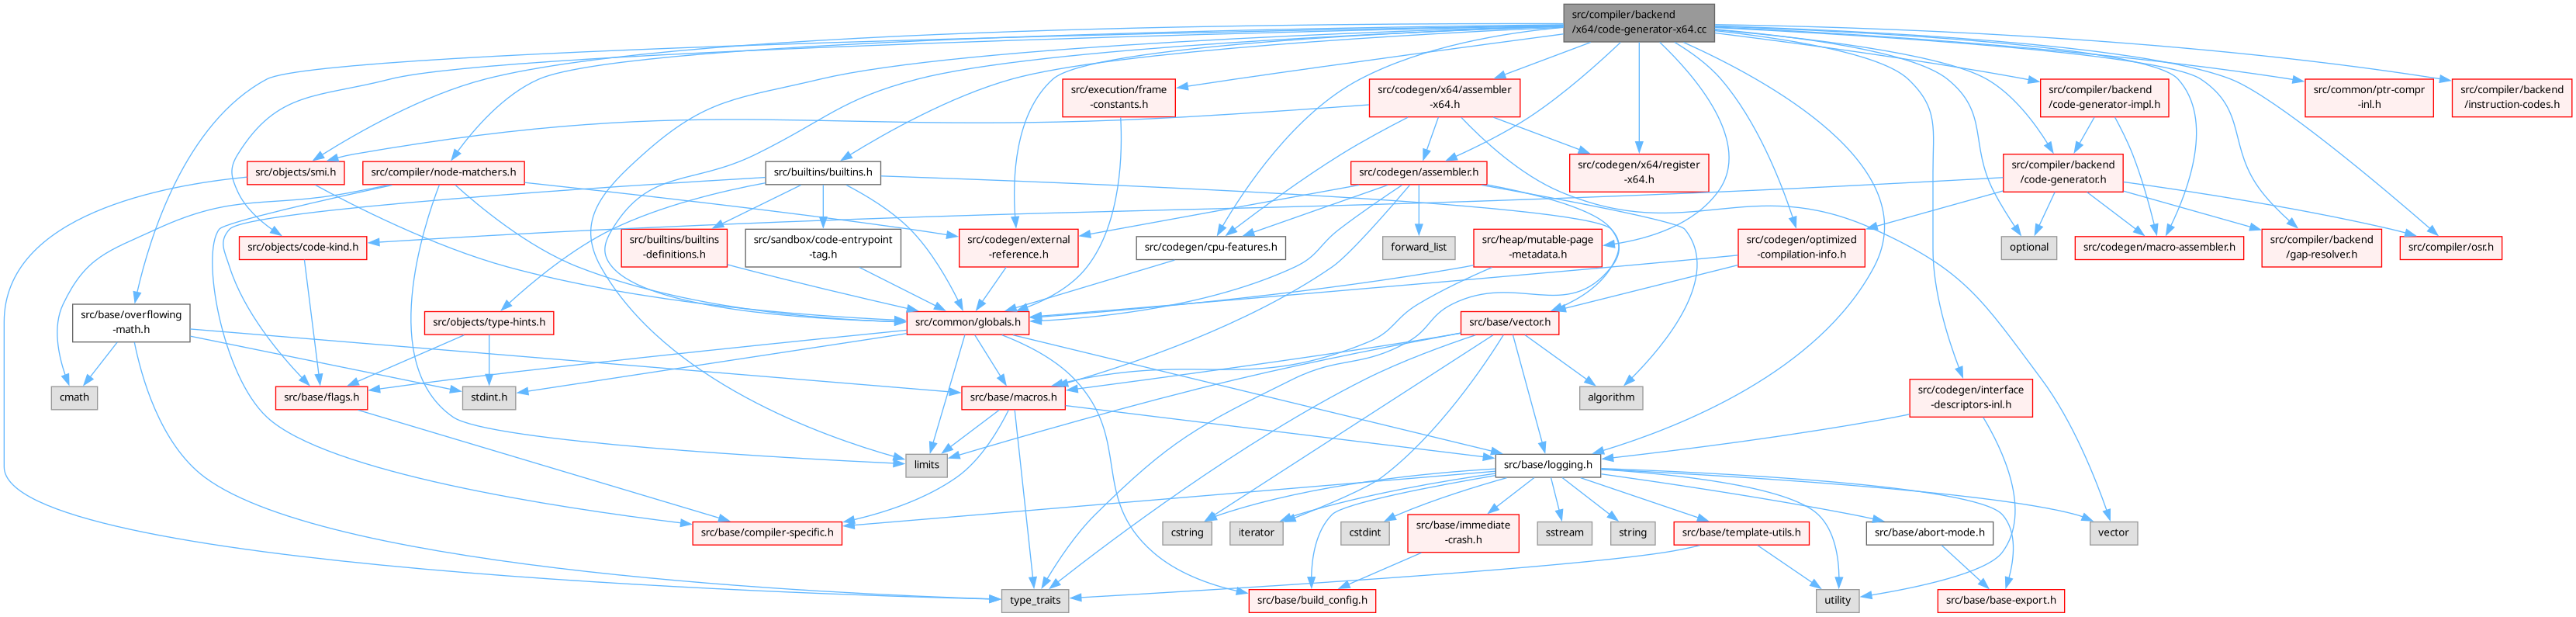 src/compiler/backend
/x64/code-generator-x64.cc
src/execution/frame
-constants.h
src/codegen/x64/assembler
-x64.h
src/compiler/backend
/code-generator-impl.h
src/common/ptr-compr
-inl.h
src/compiler/backend
/instruction-codes.h
src/objects/smi.h
src/compiler/node-matchers.h
src/builtins/builtins.h
src/codegen/assembler.h
src/codegen/x64/register
-x64.h
src/compiler/backend
/code-generator.h
src/objects/code-kind.h
src/builtins/builtins
-definitions.h
src/sandbox/code-entrypoint
-tag.h
src/codegen/external
-reference.h
src/codegen/cpu-features.h
forward_list
src/heap/mutable-page
-metadata.h
src/codegen/optimized
-compilation-info.h
optional
src/codegen/macro-assembler.h
src/compiler/backend
/gap-resolver.h
src/compiler/osr.h
src/base/overflowing
-math.h
src/objects/type-hints.h
src/common/globals.h
src/base/vector.h
cmath
src/base/flags.h
stdint.h
src/base/macros.h
algorithm
src/codegen/interface
-descriptors-inl.h
limits
src/base/logging.h
src/base/compiler-specific.h
cstring
iterator
cstdint
src/base/immediate
-crash.h
sstream
string
src/base/template-utils.h
src/base/abort-mode.h
vector
type_traits
src/base/build_config.h
utility
src/base/base-export.h